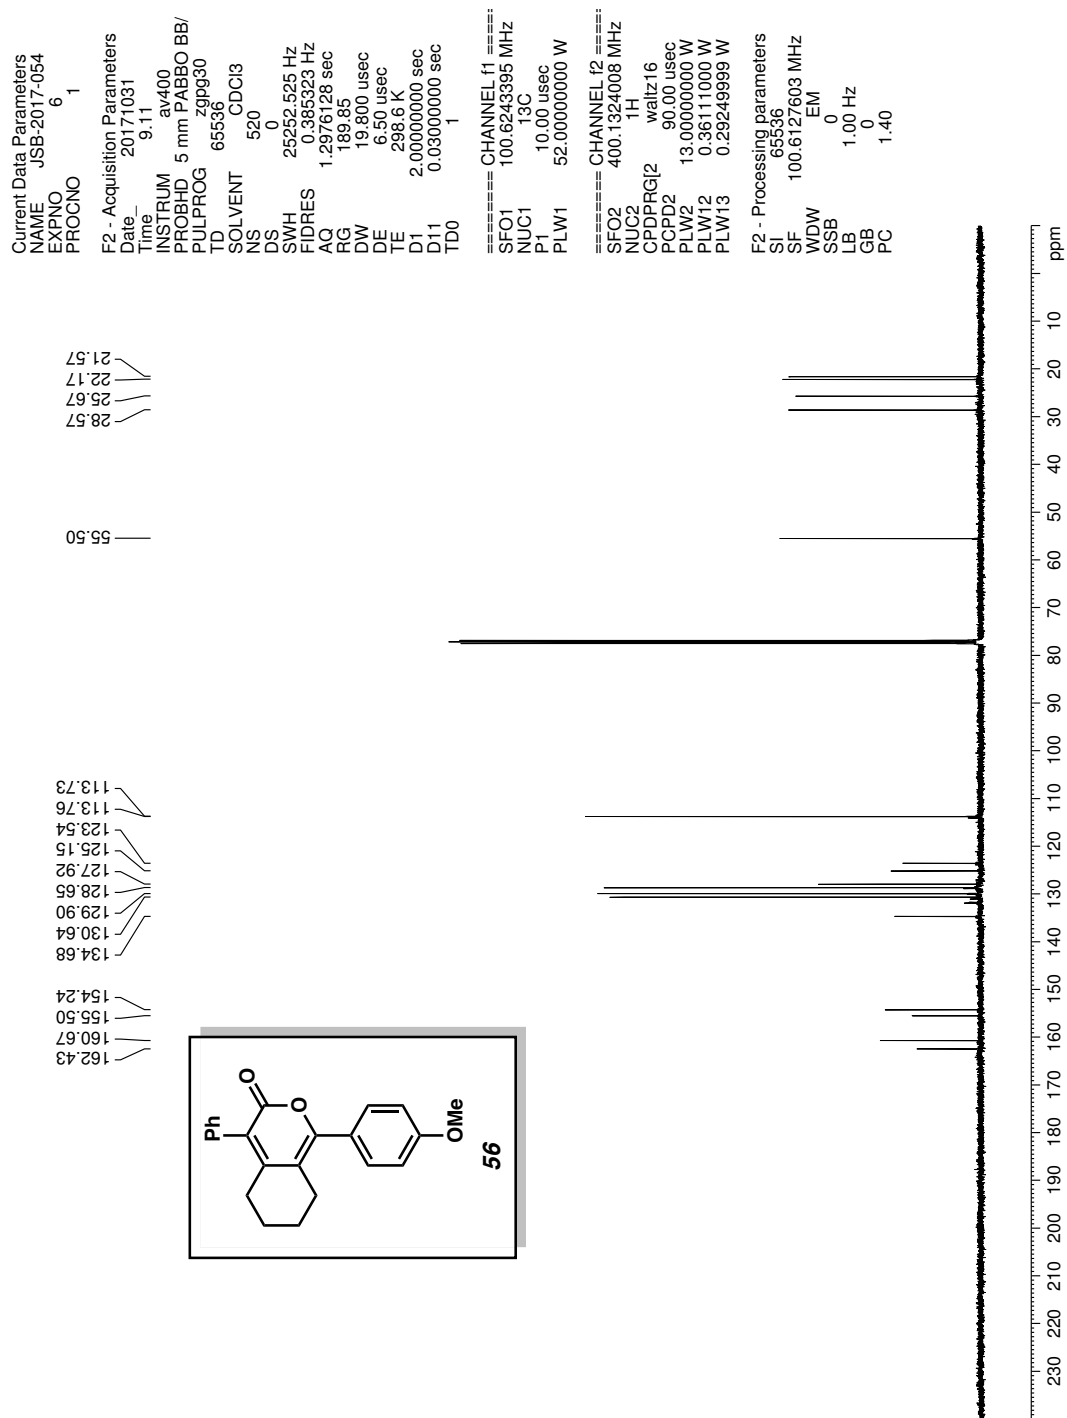 Current Data Parameters
NAME JSB-2017-054
EXPNO 6
PROCNO 1
F2 - Acquisition Parameters
Date_ 20171031
Time 9.11
INSTRUM av400
PROBHD 5 mm PABBO BB/
PULPROG zgpg30
TD 65536
SOLVENT CDCl3
NS 520
DS 0
SWH 25252.525 Hz
FIDRES 0.385323 Hz
AQ 1.2976128 sec
RG 189.85
DW 19.800 usec
DE 6.50 usec
TE 298.6 K
D1 2.00000000 sec
D11 0.03000000 sec
TD0 1
======== CHANNEL f1 ========
SFO1 100.6243395 MHz
NUC1 13C
P1 10.00 usec
PLW1 52.00000000 W
======== CHANNEL f2 ========
SFO2 400.1324008 MHz
NUC2 1H
CPDPRG[2 waltz16
PCPD2 90.00 usec
PLW2 13.00000000 W
PLW12 0.36111000 W
PLW13 0.29249999 W
F2 - Processing parameters
SI 65536
SF 100.6127603 MHz
WDW EM
SSB 0
LB 1.00 Hz
GB 0
PC 1.40
162.43
160.67
155.50
154.24
134.68
130.64
129.90
128.65
127.92
125.15
123.54
113.76
113.73
55.50
28.57
25.67
22.17
21.57
Ph
O
O
OMe
56
230 220 210 200 190 180 170 160 150 140 130 120 110 100 90 80 70 60 50 40 30 20 10 ppm